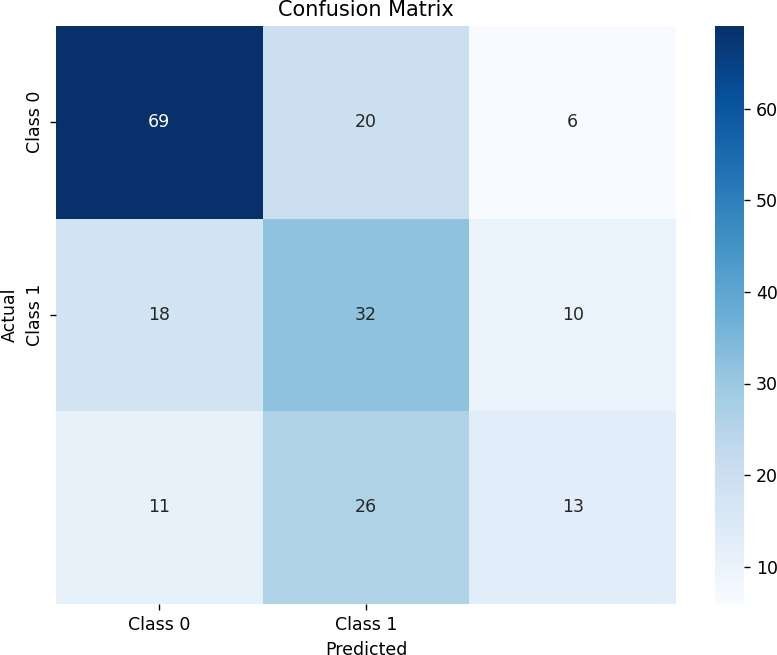 Confusion Matrix
Class 0
69 20 6
60
50
Actual
Class 1
18 32 10
40
30
11 26 13
20
10
Class 0 Class 1
Predicted